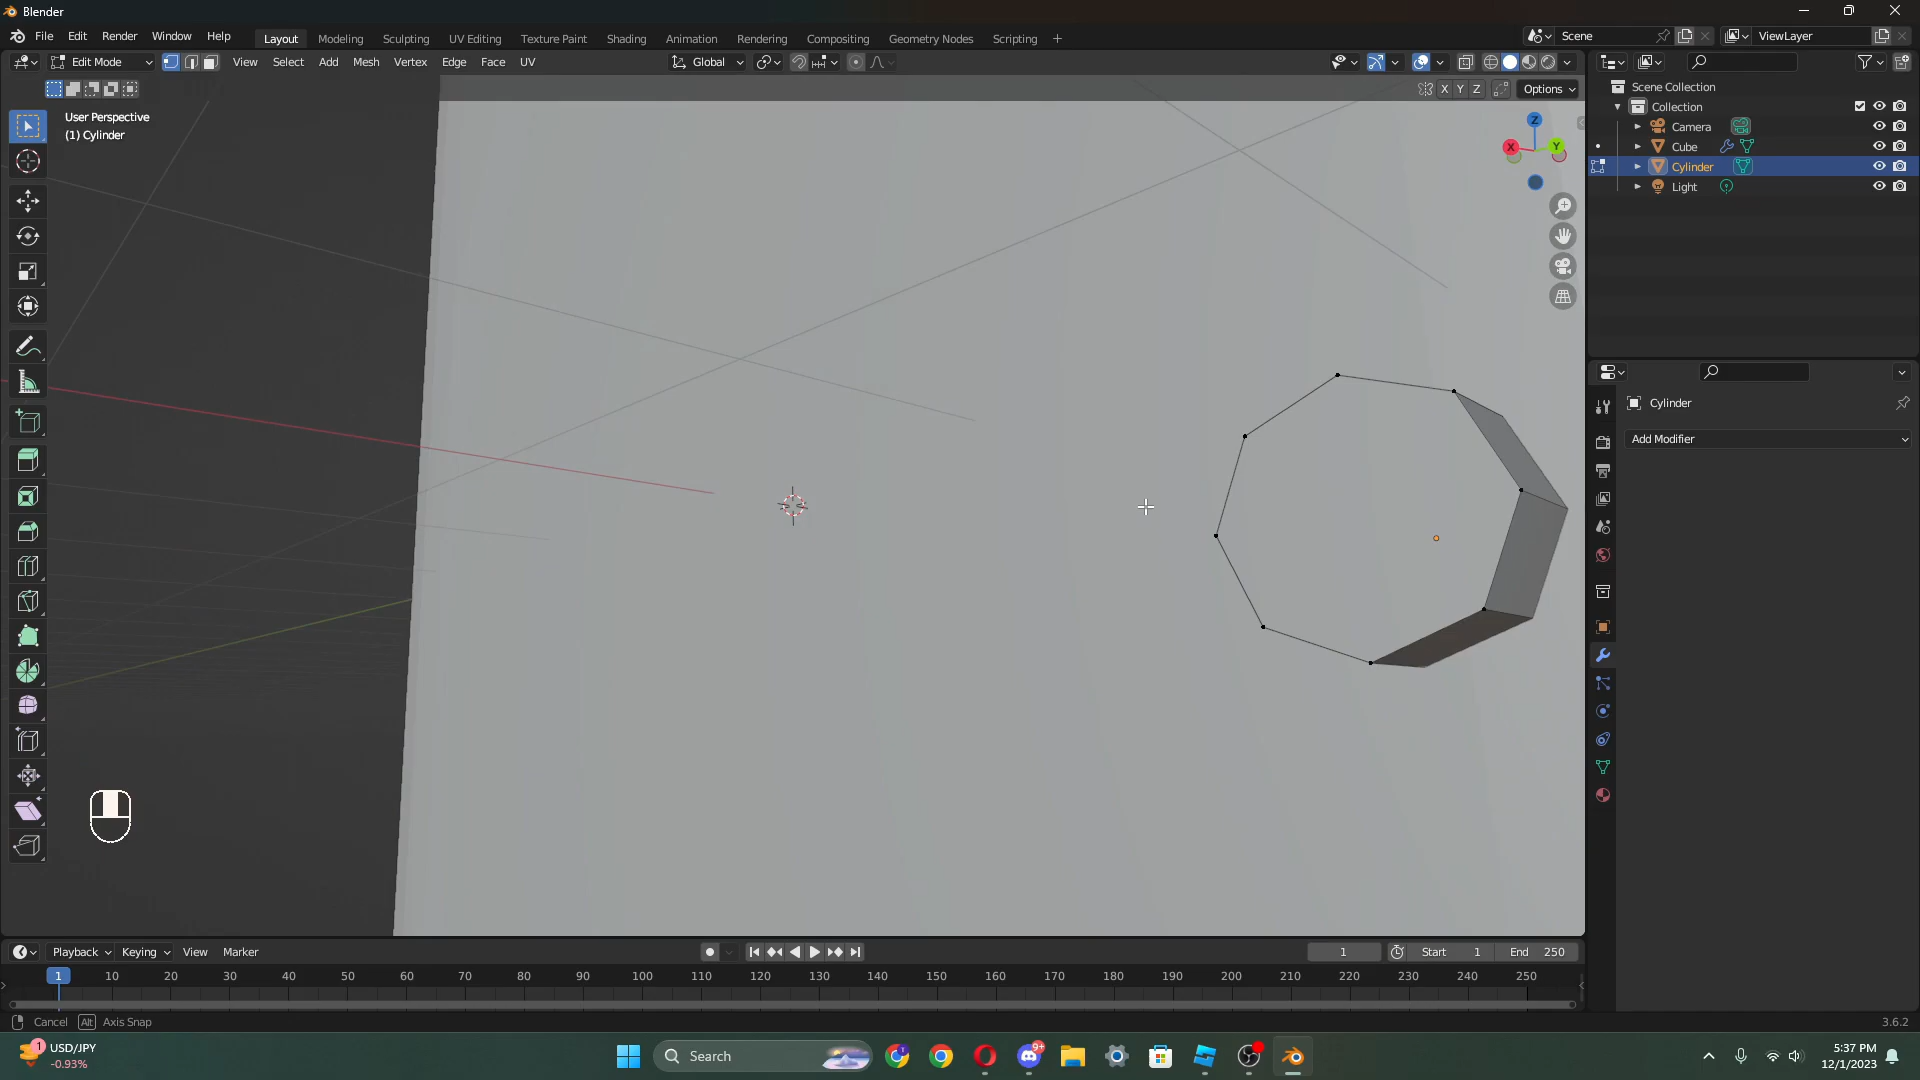 Blender
File Edit Render Window Help
Layout Modeling Sculpting UV Editing Texture Paint Shading Animation Rendering Compositing Geometry Nodes Scripting +
Scene
ViewLayer
Edit Mode
View Select Add Mesh Vertex Edge Face UV
Global
X Y Z
Options
User Perspective
(1) Cylinder
Z
X
Y
Scene Collection
Collection
Camera
Cube
Cylinder
Light
Cylinder
Add Modifier
Playback Keying View Marker
1
Start 1
End 250
1 10 20 30 40 50 60 70 80 90 100 110 120 130 140 150 160 170 180 190 200 210 220 230 240 250
Cancel Alt Axis Snap
3.6.2
1
USD/JPY
-0.93%
Search
9+
5:37 PM
12/1/2023